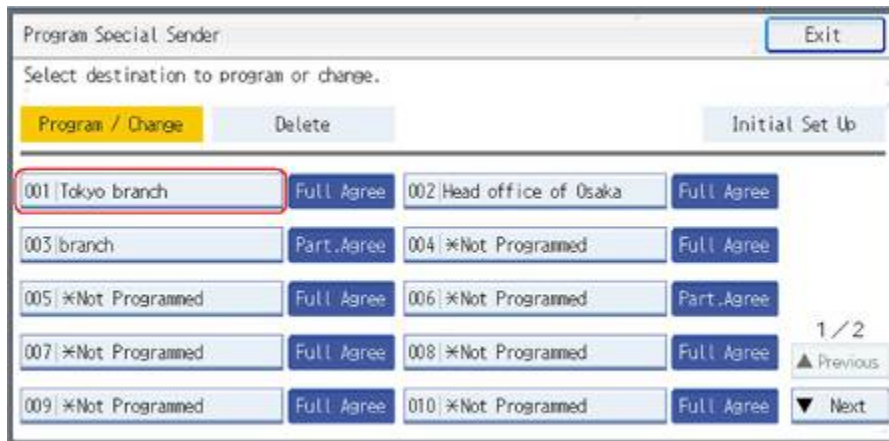 Program Special Sender Exit
Select destination to program or change.
Program / Change Delete Initial Set Up
001 Tokyo branch Full Agree 002 Head office of Osaka Full Agree
003 branch Part.Agree 004 ＊Not Programmed Full Agree
005 ＊Not Programmed Full Agree 006 ＊Not Programmed Part.Agree
1/2
007 ＊Not Programmed Full Agree 008 ＊Not Programmed Full Agree ▲ Previous
009 ＊Not Programmed Full Agree 010 ＊Not Programmed Full Agree ▼ Next